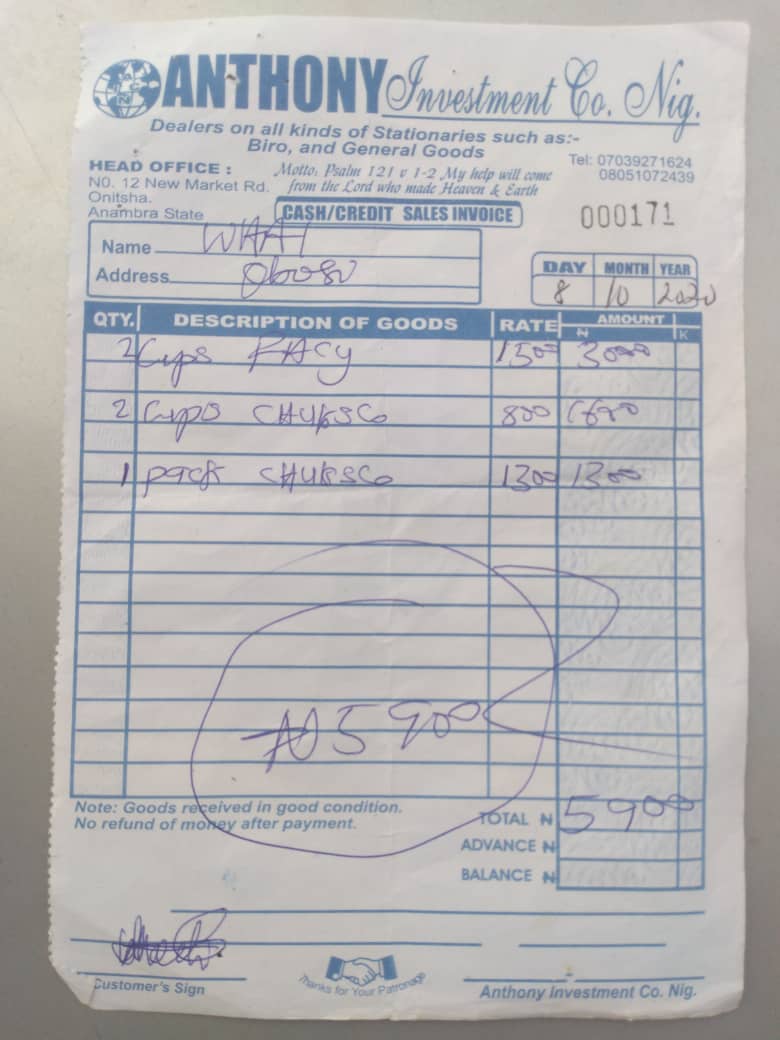 ANTHONY Investment Co. Nig.
Dealers on all kinds of Stationaries such as:-
Biro, and General Goods
HEAD OFFICE :
N0. 12 New Market Rd.
Onitsha.
Anambra State
Motto: Psalm 121 v 1-2 My help will come
from the Lord who made Heaven & Earth
Tel: 07039271624
08051072439
CASH/CREDIT SALES INVOICE
000171
Name
Address Obosi
DAY MONTH YEAR
8 10 2020
QTY. DESCRIPTION OF GOODS RATE AMOUNT
₦ K
2 Cups 1500 3000
2 Cups CHUKSCO 800 1600
1 pack CHUKSCO 1300 1300
₦5900
Note: Goods received in good condition.
No refund of money after payment.
TOTAL ₦ 5900
ADVANCE ₦
BALANCE ₦
Customer's Sign
Thanks for Your Patronage
Anthony Investment Co. Nig.